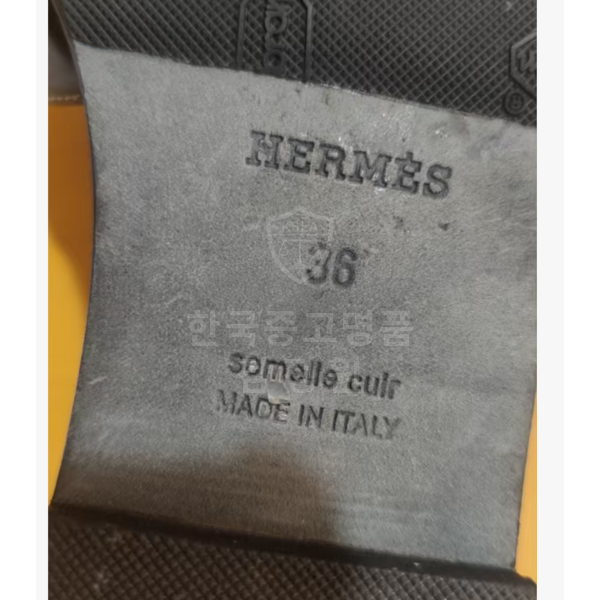 HERMÈS
36
한국중고명품
semelle cuir
MADE IN ITALY